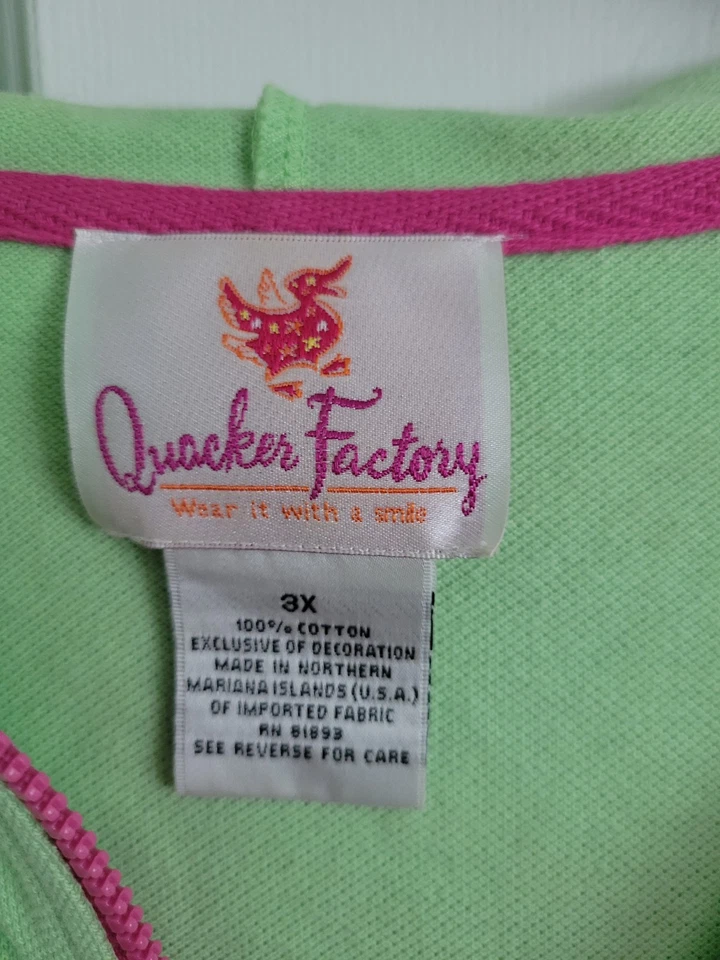 Quacker Factory
Wear it with a smile
3X
100% COTTON
EXCLUSIVE OF DECORATION
MADE IN NORTHERN
MARIANA ISLANDS (U.S.A.)
OF IMPORTED FABRIC
RN 61893
SEE REVERSE FOR CARE